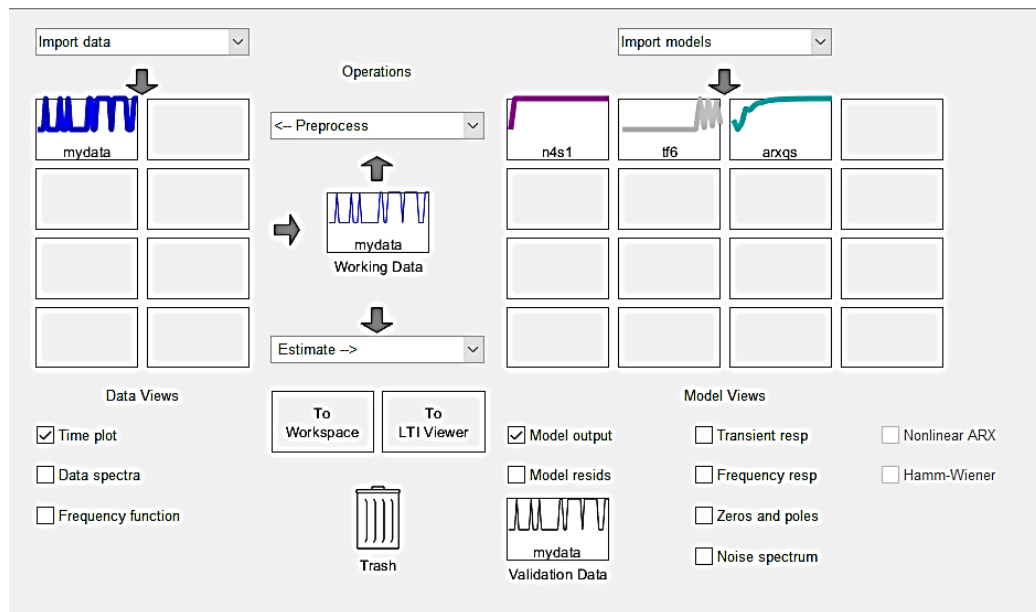 Import data
Import models
Operations
<-- Preprocess
mydata
n4s1
tf6
arxqs
mydata
Working Data
Estimate -->
Data Views
Model Views
To
Workspace
To
LTI Viewer
Time plot
Model output
Transient resp
Nonlinear ARX
Data spectra
Model resids
Frequency resp
Hamm-Wiener
Frequency function
Zeros and poles
mydata
Noise spectrum
Trash
Validation Data